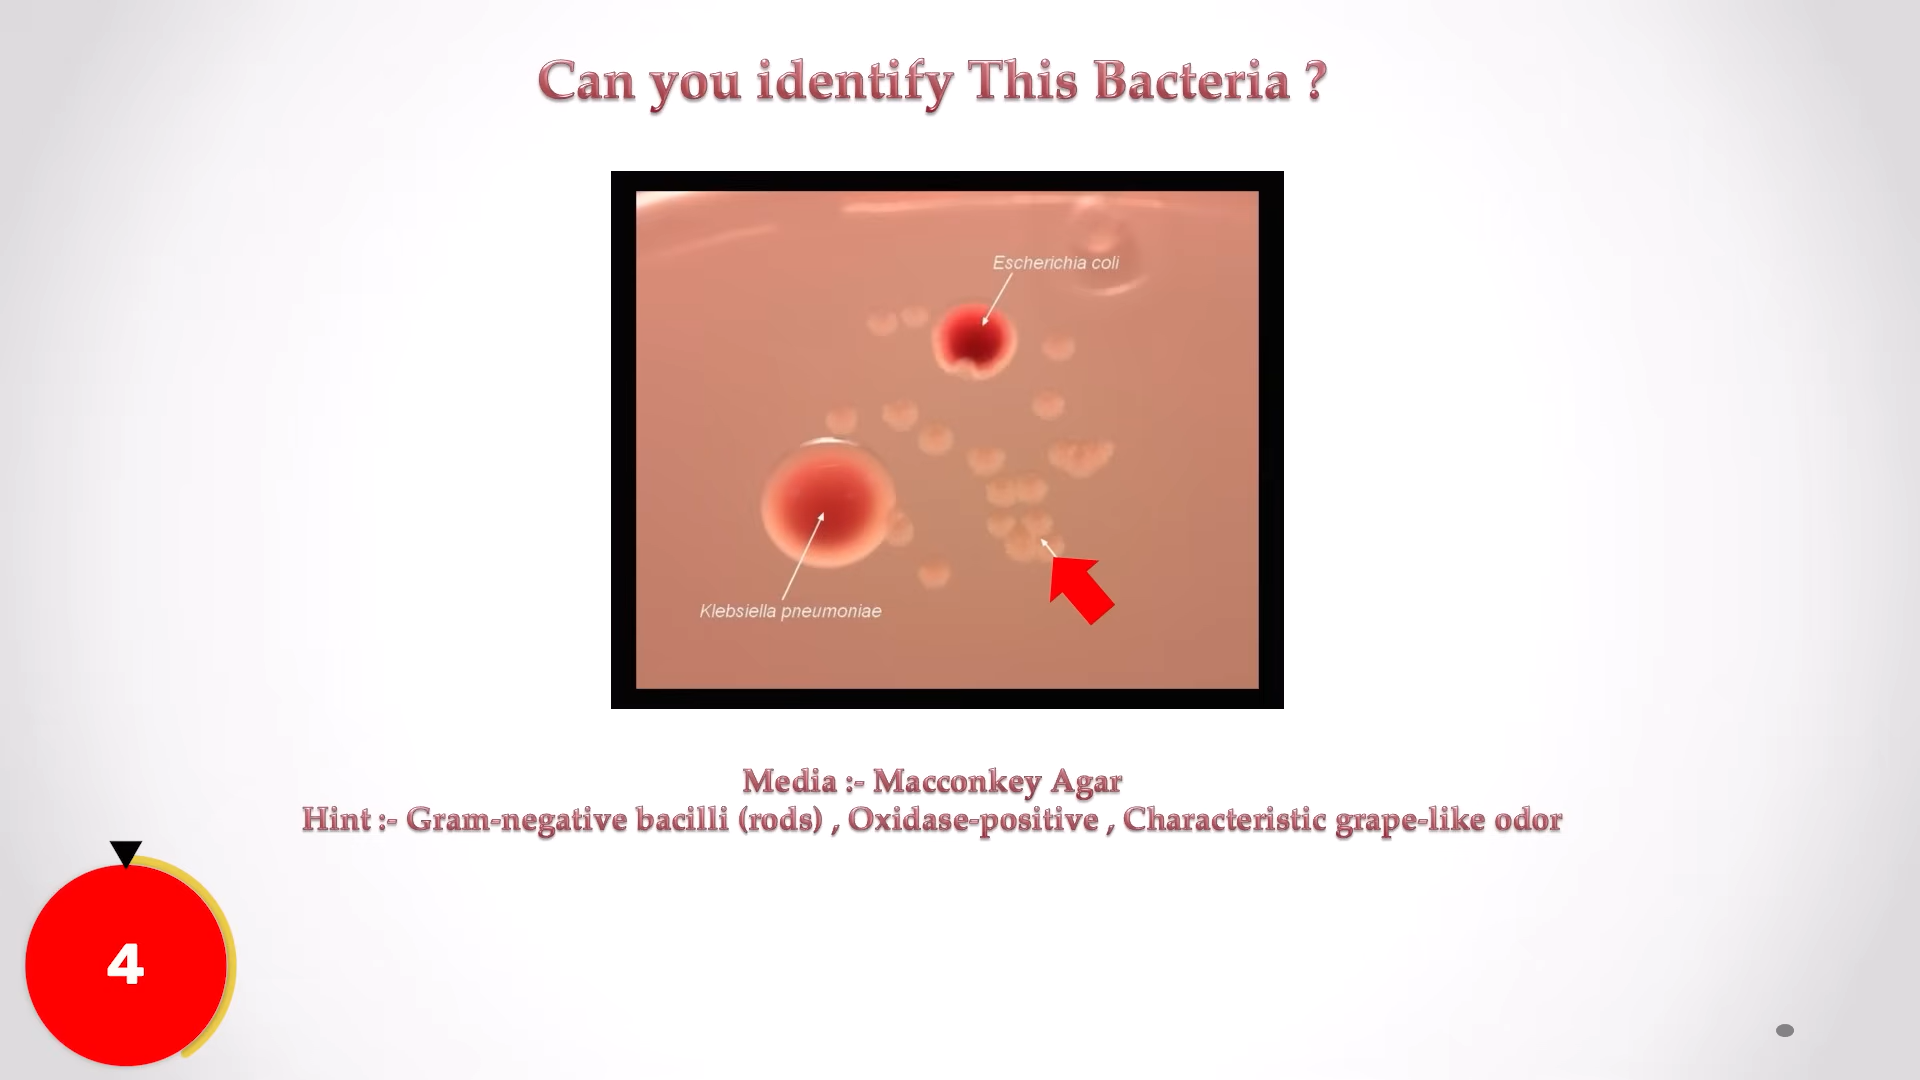 Can you identify This Bacteria ?
Escherichia coli
Klebsiella pneumoniae
Media :- Macconkey Agar
Hint :- Gram-negative bacilli (rods) , Oxidase-positive , Characteristic grape-like odor
4